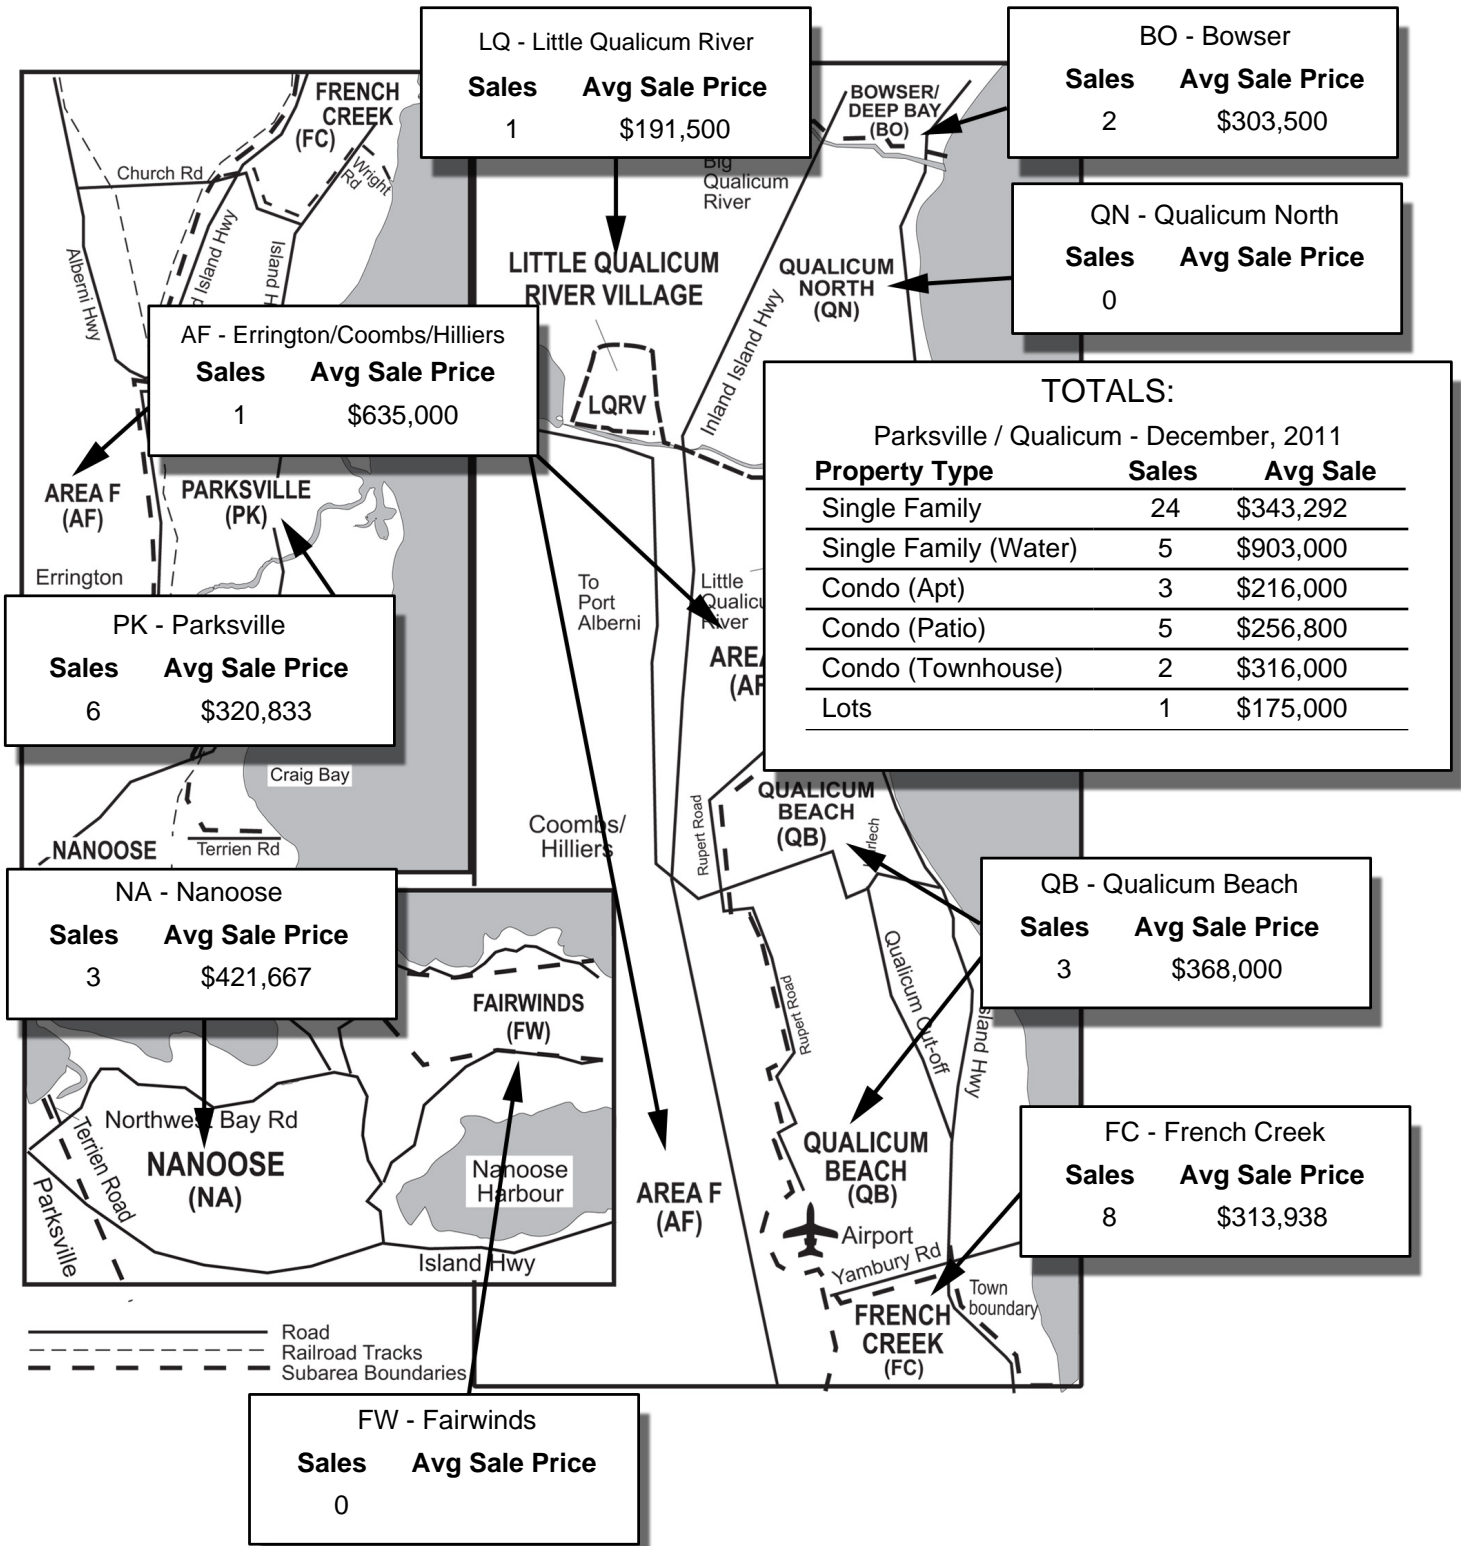 LQ - Little Qualicum River
Sales Avg Sale Price
1 $191,500
BO - Bowser
Sales Avg Sale Price
2 $303,500
QN - Qualicum North
Sales Avg Sale Price
0
FRENCH
CREEK
(FC)
Church Rd
Wright
Rd
Alberni Hwy
Island Hwy
Island
BOWSER/
DEEP BAY
(BO)
Big
Qualicum
River
LITTLE QUALICUM
RIVER VILLAGE
QUALICUM
NORTH
(QN)
Inland Island Hwy
LQRV
AF - Errington/Coombs/Hilliers
Sales Avg Sale Price
1 $635,000
TOTALS:
Parksville / Qualicum - December, 2011
Property Type Sales Avg Sale
Single Family 24 $343,292
Single Family (Water) 5 $903,000
Condo (Apt) 3 $216,000
Condo (Patio) 5 $256,800
Condo (Townhouse) 2 $316,000
Lots 1 $175,000
AREA F
(AF)
PARKSVILLE
(PK)
Errington
To
Port
Alberni
Little
River
PK - Parksville
Sales Avg Sale Price
6 $320,833
Craig Bay
Terrien Rd
NANOOSE
Coombs/
Hilliers
Rupert Road
QUALICUM
BEACH
(QB)
NA - Nanoose
Sales Avg Sale Price
3 $421,667
QB - Qualicum Beach
Sales Avg Sale Price
3 $368,000
Qualicum Cut-off
Rupert Road
Hwy
FAIRWINDS
(FW)
Northwest Bay Rd
Terrien Road
Parksville
NANOOSE
(NA)
Nanoose
Harbour
Island Hwy
AREA F
(AF)
QUALICUM
BEACH
(QB)
Airport
Yambury Rd
FC - French Creek
Sales Avg Sale Price
8 $313,938
Town
boundary
FRENCH
CREEK
(FC)
Road
Railroad Tracks
Subarea Boundaries
FW - Fairwinds
Sales Avg Sale Price
0